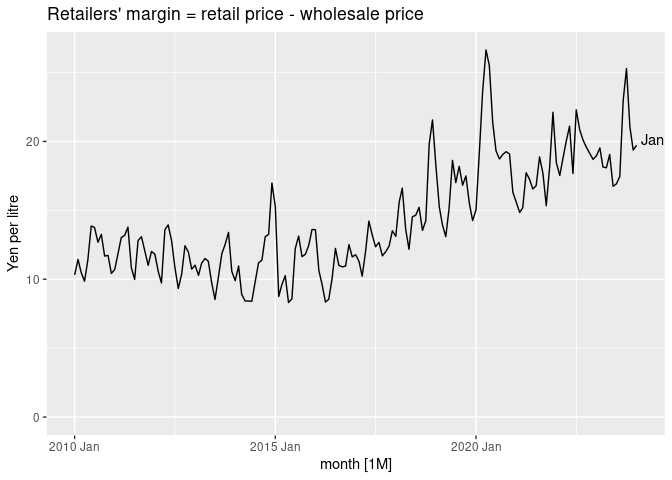 Retailers' margin = retail price - wholesale price
Yen per litre
20
10
0
Jan
2010 Jan
2015 Jan
2020 Jan
month [1M]